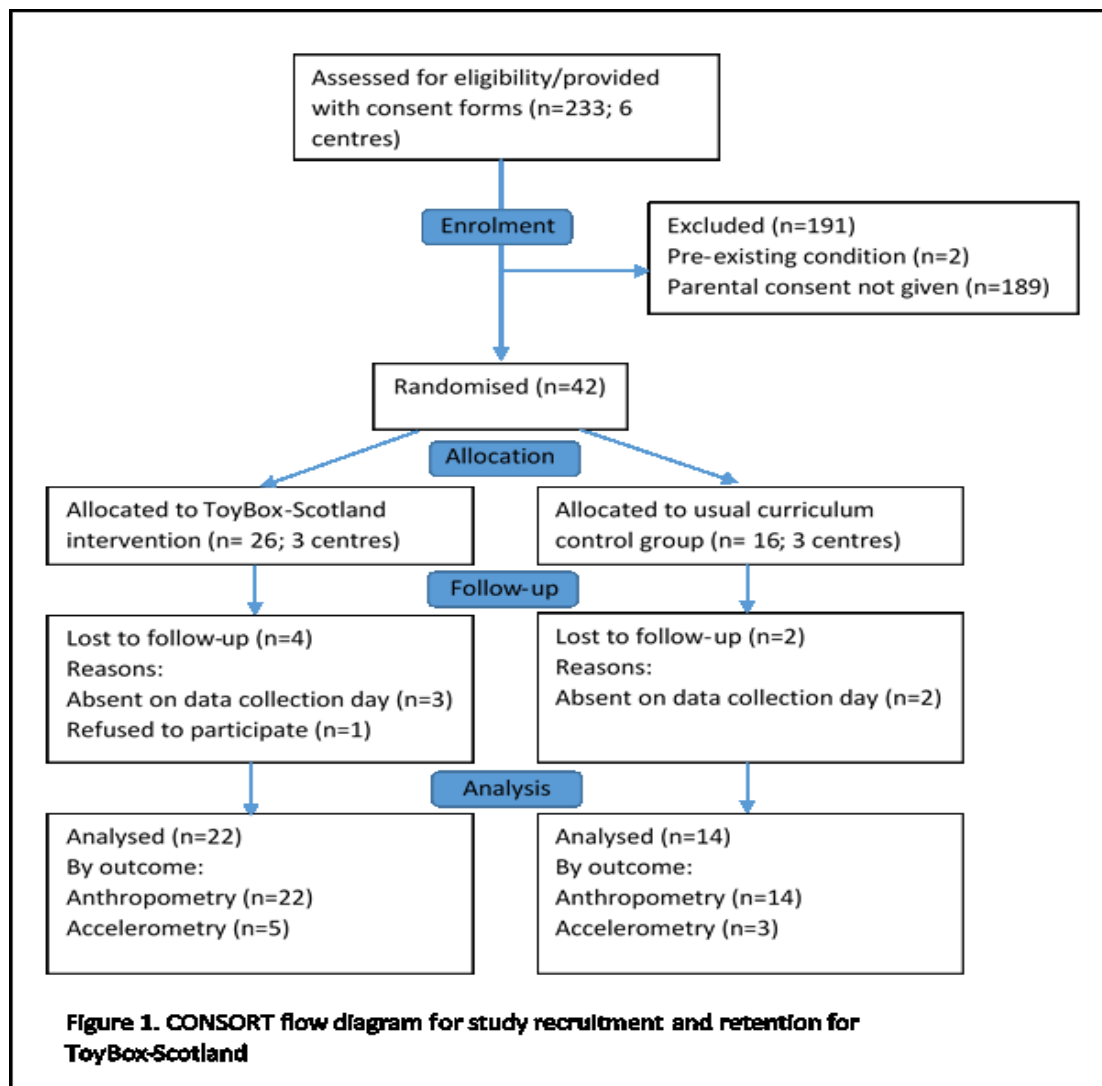 Assessed for eligibility/provided
with consent forms (n=233; 6
centres)
Enrolment
Excluded (n=191)
Pre-existing condition (n=2)
Parental consent not given (n=189)
Randomised (n=42)
Allocation
Allocated to ToyBox-Scotland
intervention (n= 26; 3 centres)
Allocated to usual curriculum
control group (n= 16; 3 centres)
Follow-up
Lost to follow-up (n=4)
Reasons:
Absent on data collection day (n=3)
Refused to participate (n=1)
Lost to follow-up (n=2)
Reasons:
Absent on data collection day (n=2)
Analysis
Analysed (n=22)
By outcome:
Anthropometry (n=22)
Accelerometry (n=5)
Analysed (n=14)
By outcome:
Anthropometry (n=14)
Accelerometry (n=3)
Figure 1. CONSORT flow diagram for study recruitment and retention for
ToyBox-Scotland